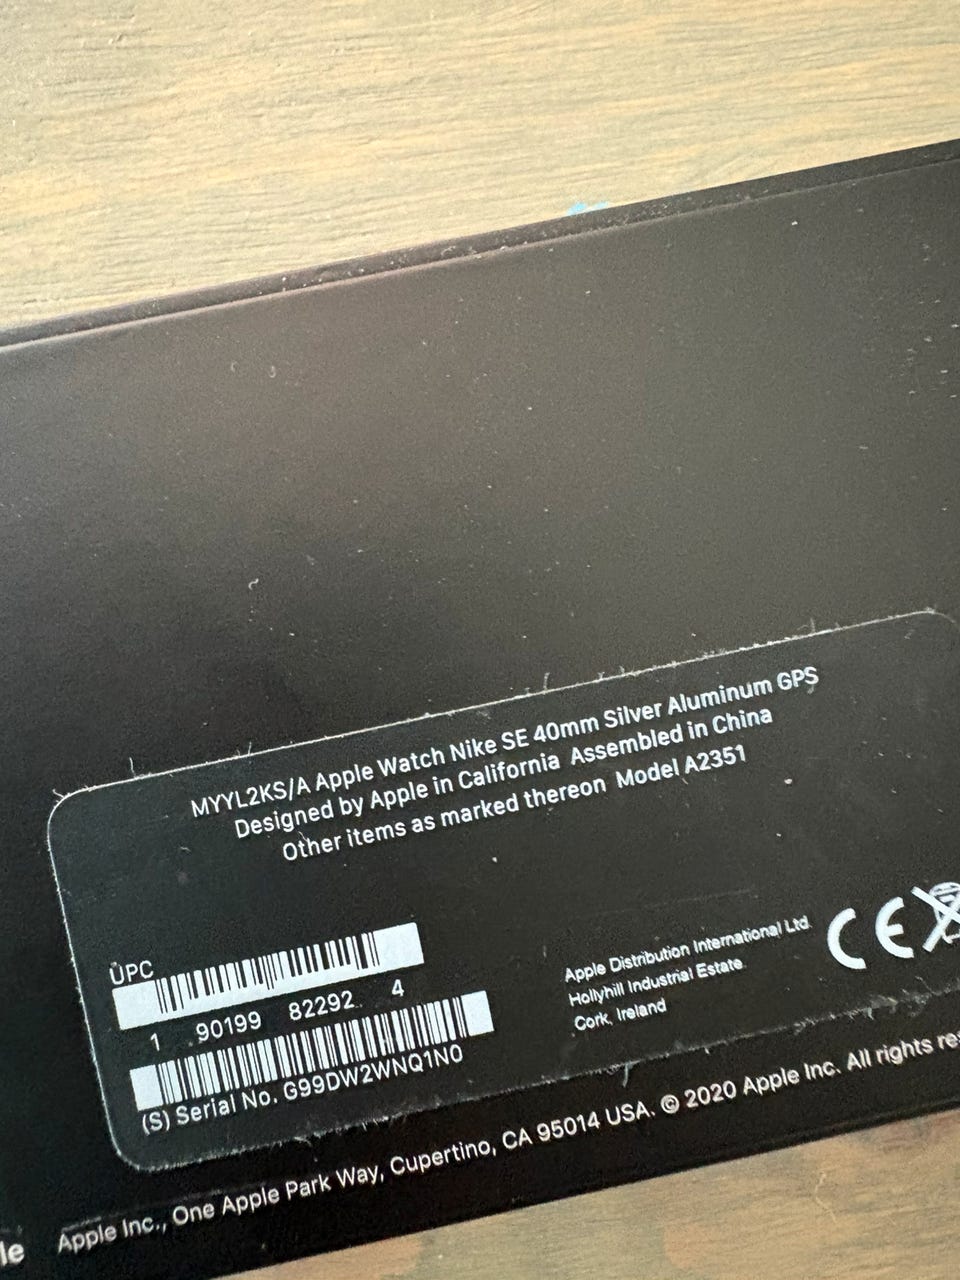 MYYL2KS/A Apple Watch Nike SE 40mm Silver Aluminum GPS
Designed by Apple in California Assembled in China
Other items as marked thereon Model A2351
UPC
1 90199 82292 4
(S) Serial No. G99DW2WNQ1N0
Apple Distribution International Ltd.
Hollyhill Industrial Estate
Cork, Ireland
CE
Apple Inc., One Apple Park Way, Cupertino, CA 95014 USA. © 2020 Apple Inc. All rights